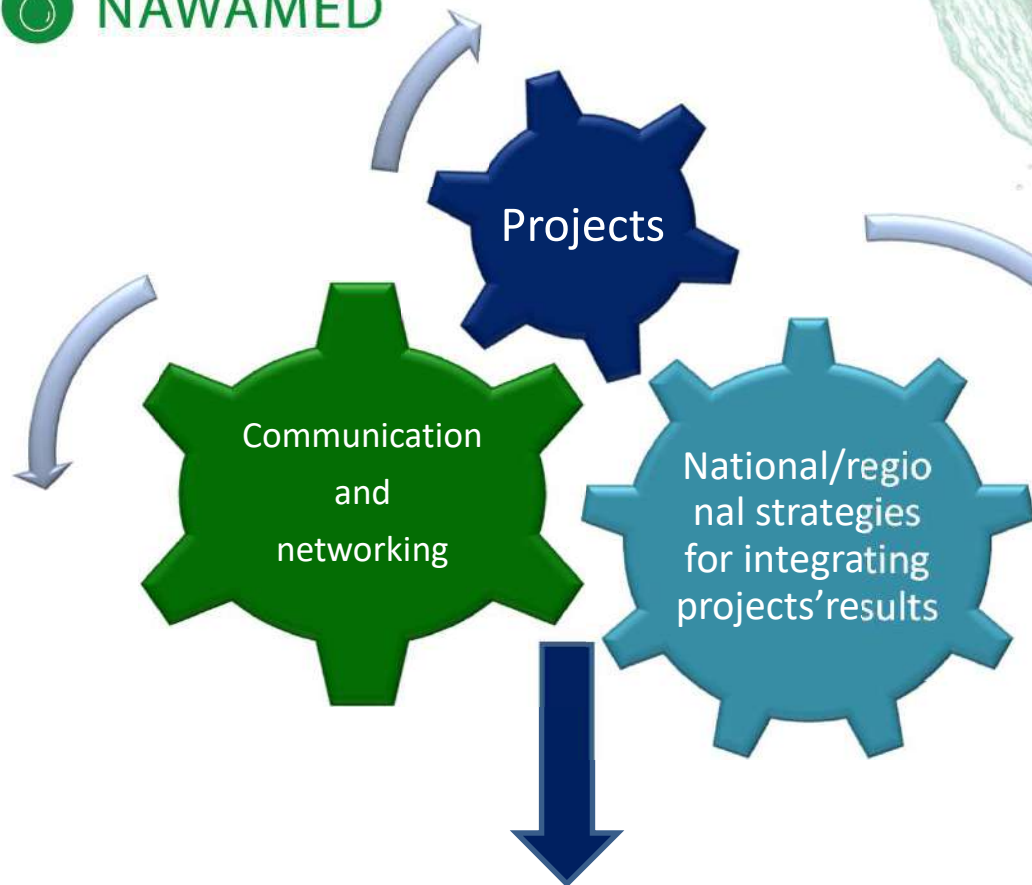 NAWAMED
Projects
Communication
and
networking
National/regio
nal strategies
for integrating
projects’results